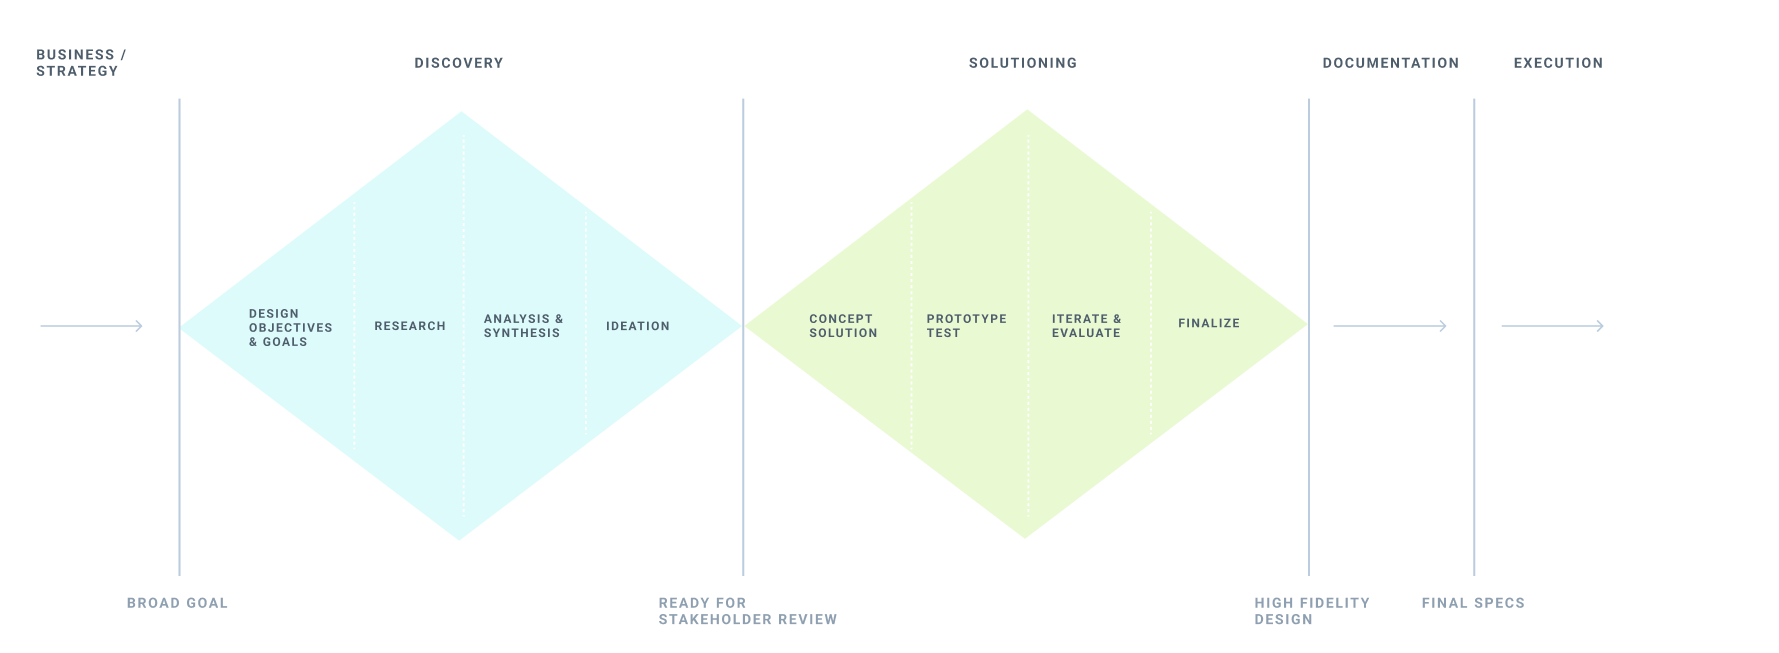 BUSINESS /
STRATEGY
DISCOVERY
SOLUTIONING
DOCUMENTATION
EXECUTION
DESIGN
OBJECTIVES
& GOALS
RESEARCH
ANALYSIS &
SYNTHESIS
IDEATION
CONCEPT
SOLUTION
PROTOTYPE
TEST
ITERATE &
EVALUATE
FINALIZE
BROAD GOAL
READY FOR
STAKEHOLDER REVIEW
HIGH FIDELITY
DESIGN
FINAL SPECS